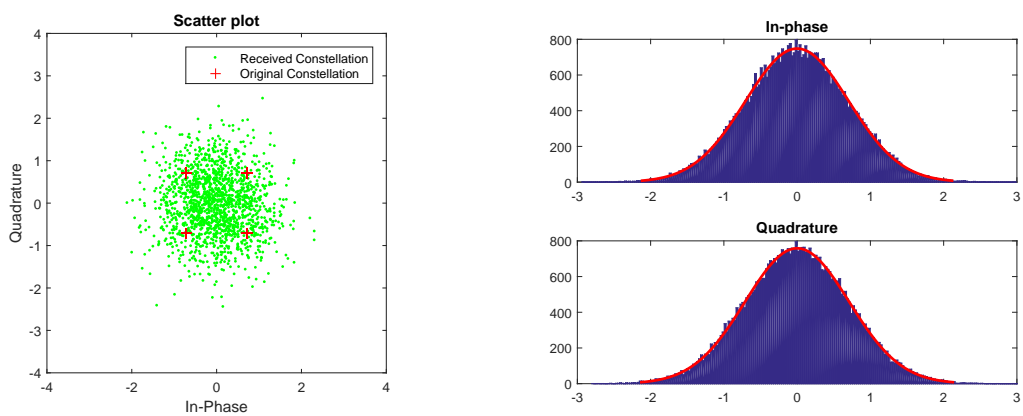 Scatter plot
4
3
2
1
0
-1
-2
-3
-4
Quadrature
-4 -2 0 2 4
In-Phase
Received Constellation
Original Constellation
In-phase
800
600
400
200
0
-3 -2 -1 0 1 2 3
Quadrature
800
600
400
200
0
-3 -2 -1 0 1 2 3